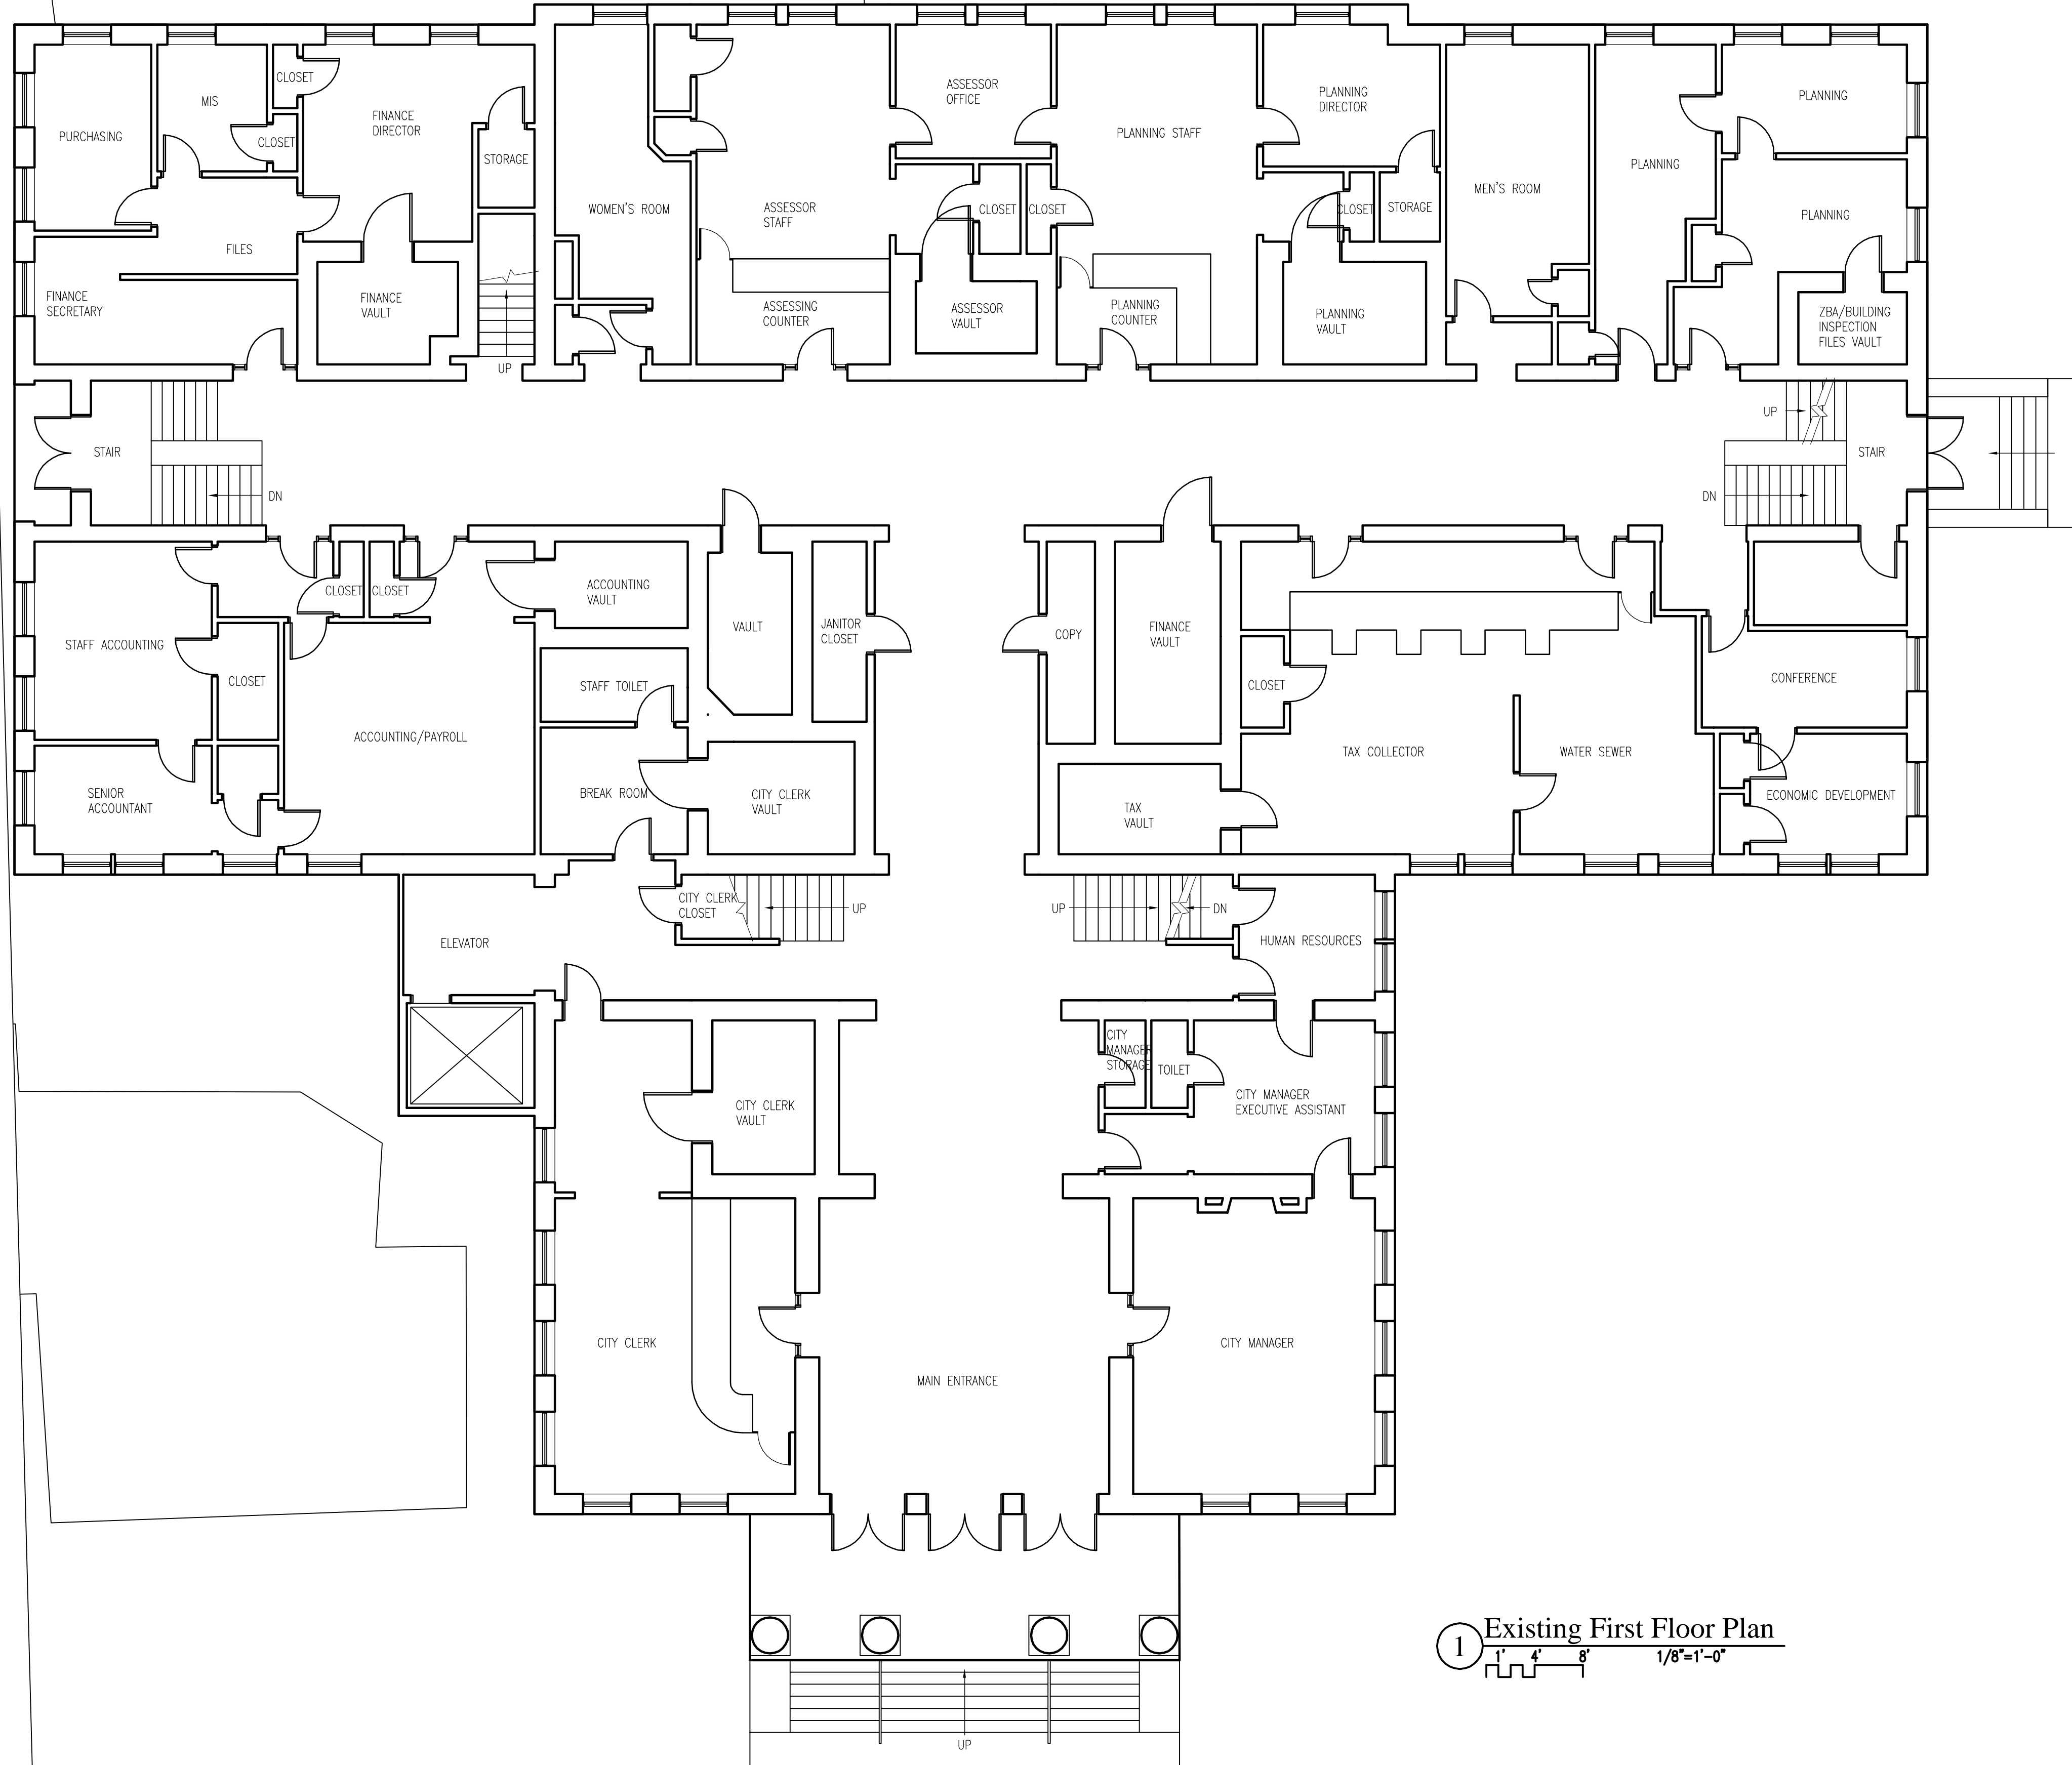 PURCHASING
MIS
CLOSET
CLOSET
FINANCE
DIRECTOR
STORAGE
FILES
FINANCE
SECRETARY
FINANCE
VAULT
UP
WOMEN'S ROOM
ASSESSOR
STAFF
ASSESSING
COUNTER
ASSESSOR
OFFICE
CLOSET
CLOSET
ASSESSOR
VAULT
PLANNING STAFF
PLANNING
COUNTER
PLANNING
DIRECTOR
CLOSET
STORAGE
PLANNING
VAULT
MEN'S ROOM
PLANNING
PLANNING
PLANNING
ZBA/BUILDING
INSPECTION
FILES VAULT
STAIR
DN
UP
STAIR
DN
STAFF ACCOUNTING
CLOSET
CLOSET
CLOSET
SENIOR
ACCOUNTANT
ACCOUNTING/PAYROLL
ACCOUNTING
VAULT
STAFF TOILET
BREAK ROOM
VAULT
JANITOR
CLOSET
CITY CLERK
VAULT
COPY
FINANCE
VAULT
TAX
VAULT
CLOSET
TAX COLLECTOR
WATER SEWER
CONFERENCE
ECONOMIC DEVELOPMENT
ELEVATOR
CITY CLERK
CLOSET
UP
UP
DN
HUMAN RESOURCES
CITY CLERK
VAULT
CITY
MANAGER
STORAGE
TOILET
CITY MANAGER
EXECUTIVE ASSISTANT
CITY CLERK
MAIN ENTRANCE
CITY MANAGER
UP
1 Existing First Floor Plan
1' 4' 8' 1/8"=1'-0"